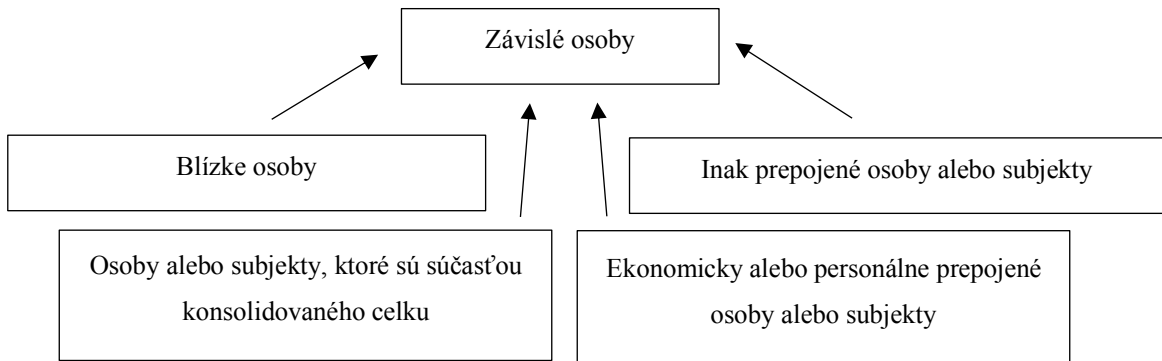 Závislé osoby
Blízke osoby
Inak prepojené osoby alebo subjekty
Osoby alebo subjekty, ktoré sú súčasťou
konsolidovaného celku
Ekonomicky alebo personálne prepojené
osoby alebo subjekty